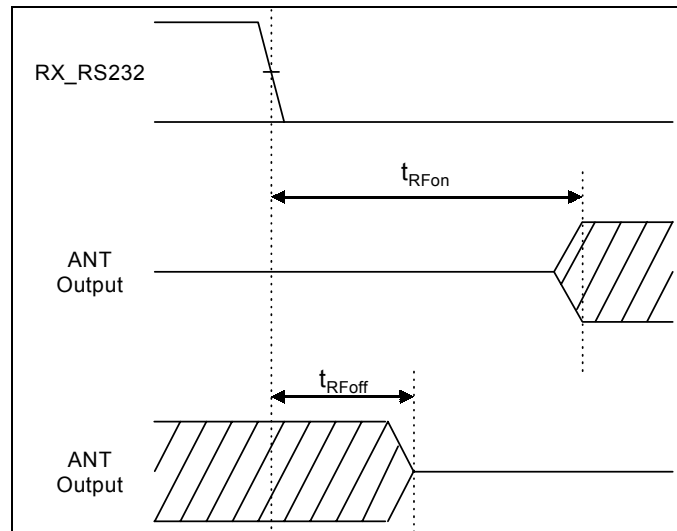 RX_RS232
tRFon
ANT
Output
tRFoff
ANT
Output